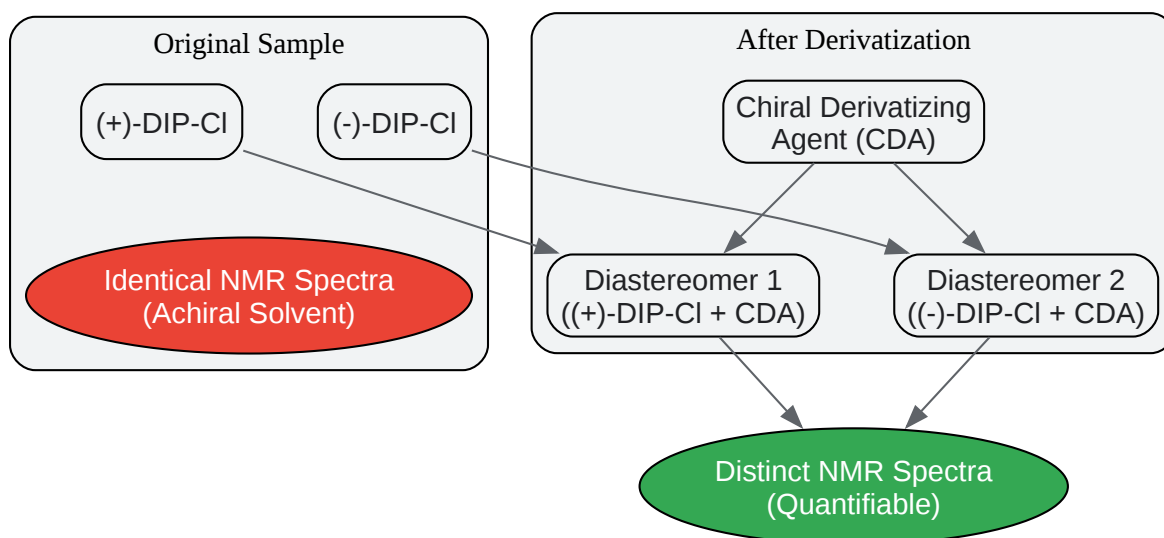 Original Sample
(+)-DIP-Cl
(-)-DIP-Cl
Identical NMR Spectra
(Achiral Solvent)
After Derivatization
Chiral Derivatizing
Agent (CDA)
Diastereomer 1
((+)-DIP-Cl + CDA)
Diastereomer 2
((-)-DIP-Cl + CDA)
Distinct NMR Spectra
(Quantifiable)